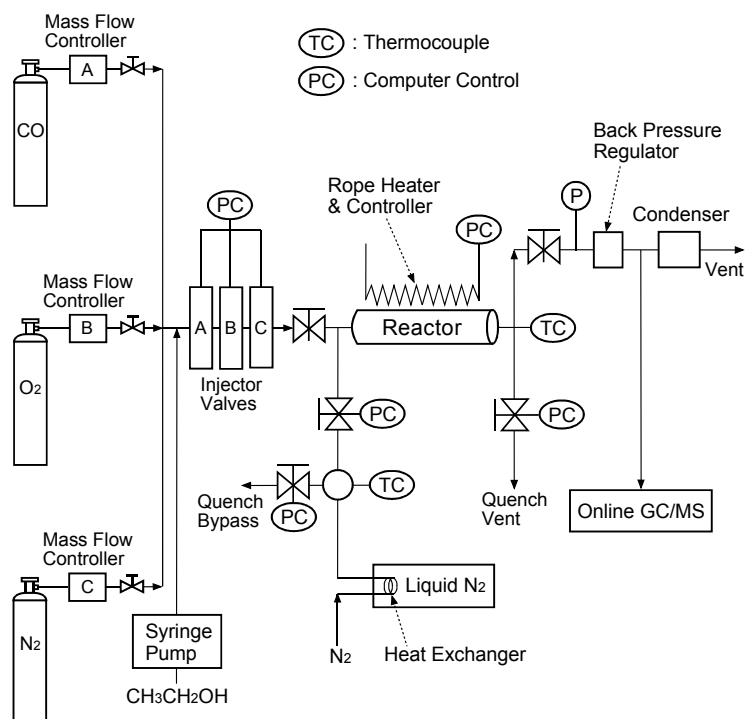 Mass Flow
Controller
A
CO
TC : Thermocouple
PC : Computer Control
Back Pressure
Regulator
Rope Heater
& Controller
P
Condenser
PC
PC
Vent
Mass Flow
Controller
B
O2
A B C
Injector
Valves
Reactor
TC
PC
PC
Quench
Bypass
PC
TC
Quench
Vent
Online GC/MS
Mass Flow
Controller
C
N2
Syringe
Pump
CH3CH2OH
Liquid N2
N2
Heat Exchanger